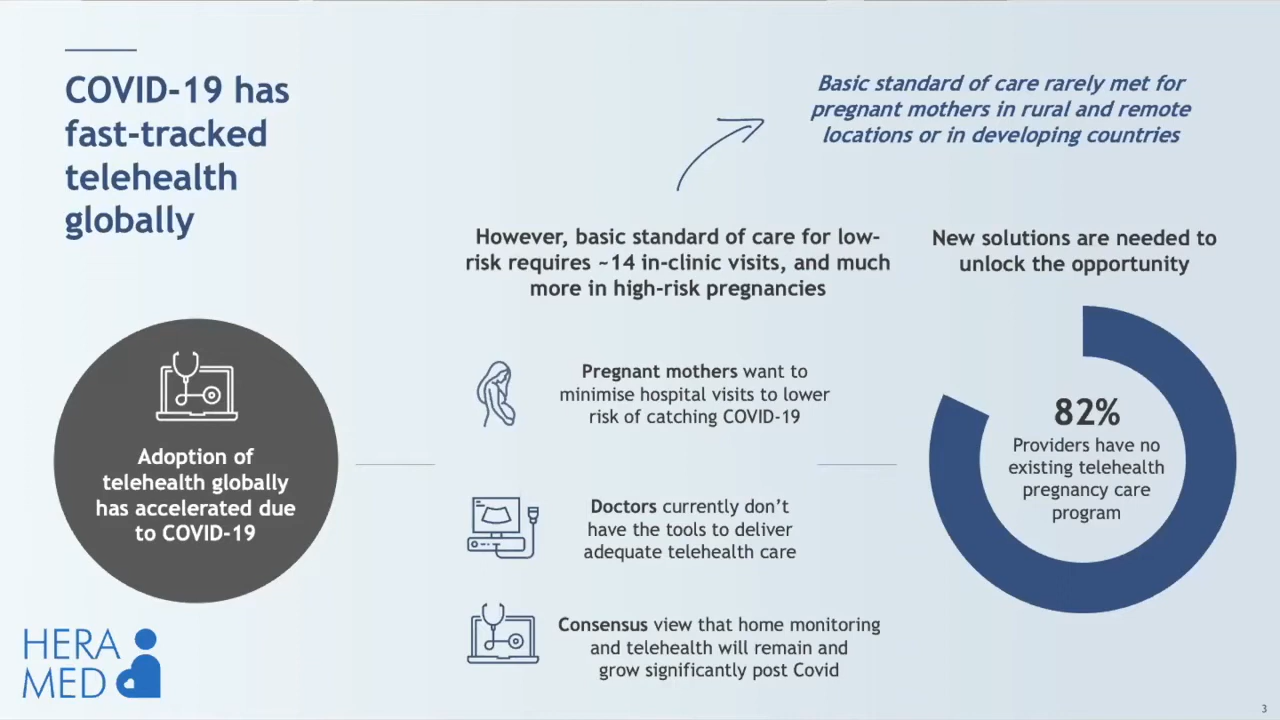 COVID-19 has
fast-tracked
telehealth
globally
Basic standard of care rarely met for
pregnant mothers in rural and remote
locations or in developing countries
However, basic standard of care for low-
risk requires ~14 in-clinic visits, and much
more in high-risk pregnancies
New solutions are needed to
unlock the opportunity
Adoption of
telehealth globally
has accelerated due
to COVID-19
Pregnant mothers want to
minimise hospital visits to lower
risk of catching COVID-19
Doctors currently don't
have the tools to deliver
adequate telehealth care
Consensus view that home monitoring
and telehealth will remain and
grow significantly post Covid
82%
Providers have no
existing telehealth
pregnancy care
program
HERA
MED
3